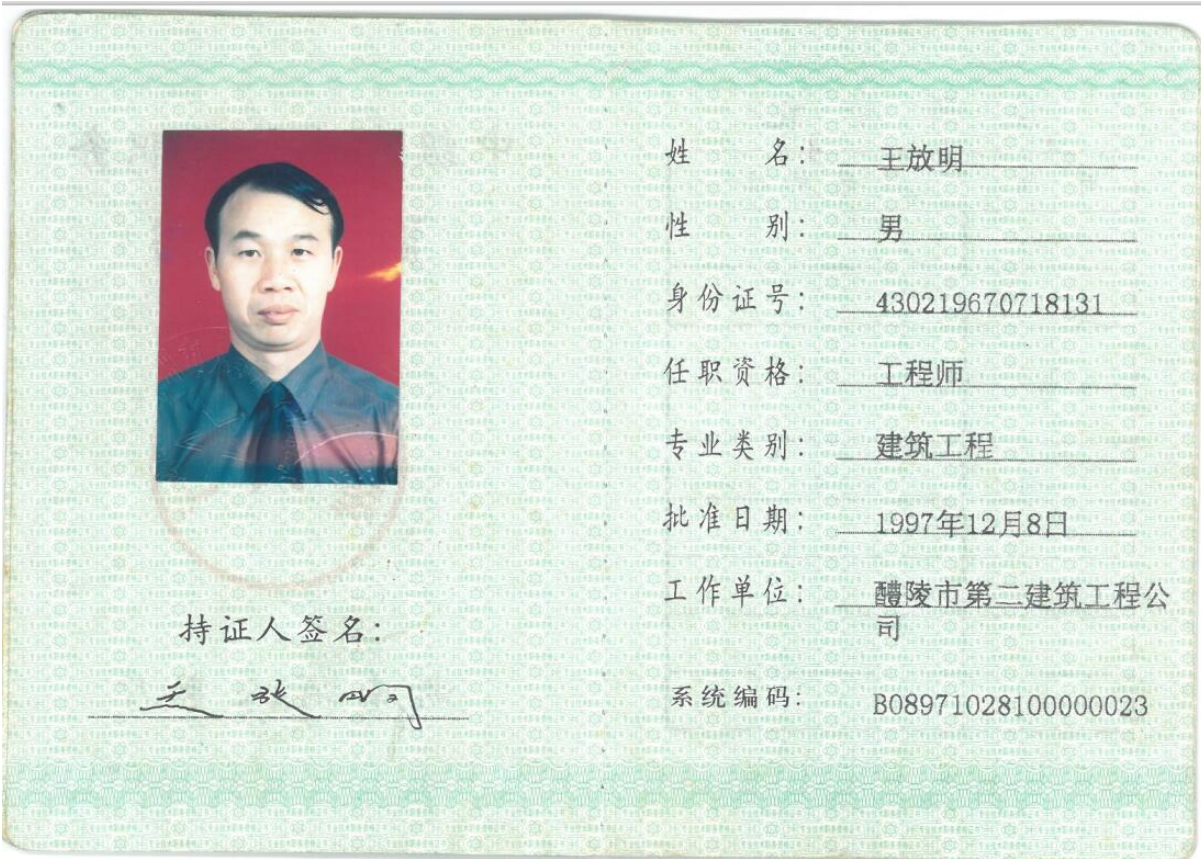 持证人签名:
王放明
姓 名: 王放明
性 别: 男
身份证号: 430219670718131
任职资格: 工程师
专业类别: 建筑工程
批准日期: 1997年12月8日
工作单位: 醴陵市第二建筑工程公
司
系统编码: B08971028100000023